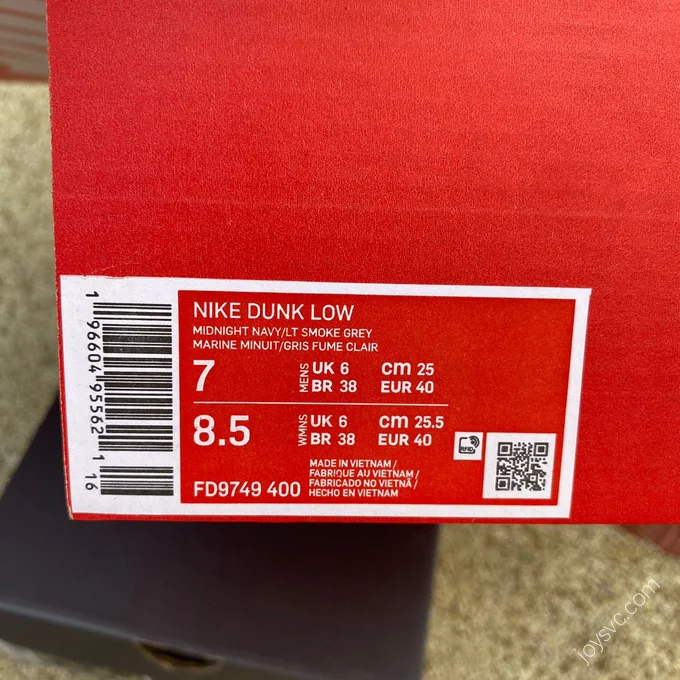 1 96604 95562 1
16
NIKE DUNK LOW
MIDNIGHT NAVY/LT SMOKE GREY
MARINE MINUIT/GRIS FUME CLAIR
7 MENS UK 6 cm 25
BR 38 EUR 40
8.5 WMNS UK 6 cm 25.5
BR 38 EUR 40
RFID
MADE IN VIETNAM /
FABRIQUE AU VIETNAM /
FABRICADO NO VIETNÃ /
HECHO EN VIETNAM
FD9749 400
joysvc.com